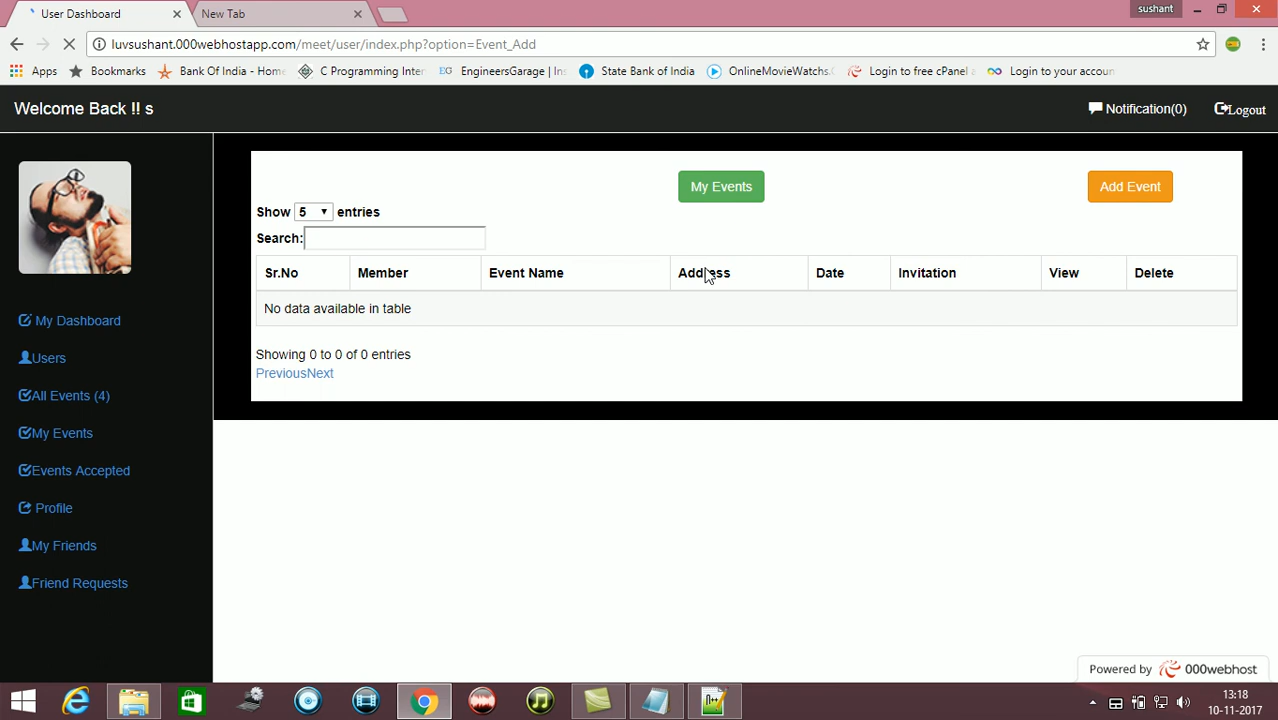 User Dashboard
New Tab
sushant
luvsushant.000webhostapp.com/meet/user/index.php?option=Event_Add
Apps
Bookmarks
Bank Of India - Home
C Programming Inter
EngineersGarage | Ins
State Bank of India
OnlineMovieWatchs.
Login to free cPanel
Login to your accoun
Welcome Back !! s
Notification(0)
Logout
My Events
Add Event
Show 5 entries
Search:
Sr.No Member Event Name Address Date Invitation View Delete
No data available in table
Showing 0 to 0 of 0 entries
PreviousNext
My Dashboard
Users
All Events (4)
My Events
Events Accepted
Profile
My Friends
Friend Requests
Powered by 000webhost
13:18
10-11-2017